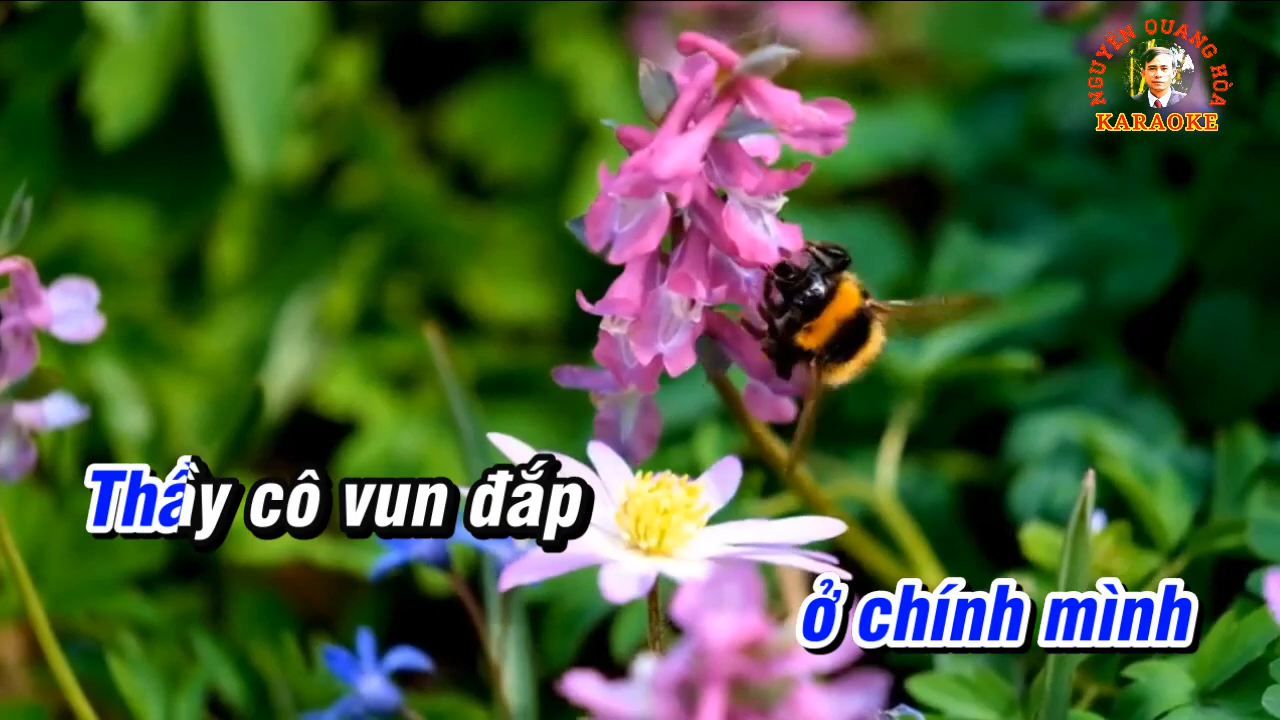 NGUYỄN QUANG HÒA
KARAOKE
Thầy cô vun đắp
ở chính mình